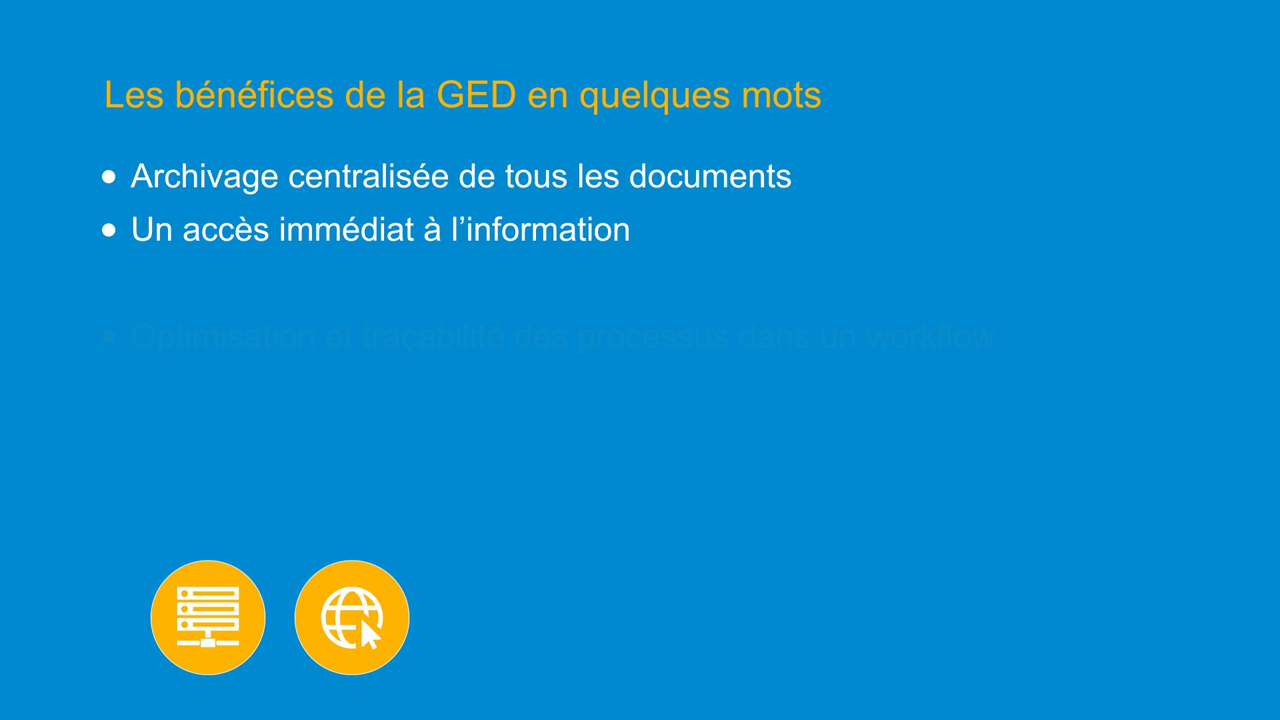 Les bénéfices de la GED en quelques mots
• Archivage centralisée de tous les documents
• Un accès immédiat à l’information
• Optimisation et traçabilité des processus dans un workflow